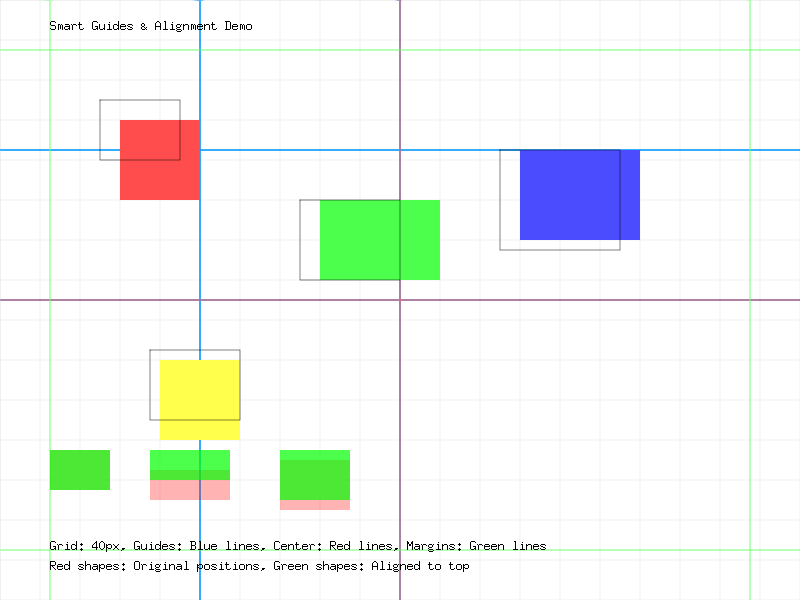 Smart Guides & Alignment Demo
Grid: 40px, Guides: Blue lines, Center: Red lines, Margins: Green lines
Red shapes: Original positions, Green shapes: Aligned to top